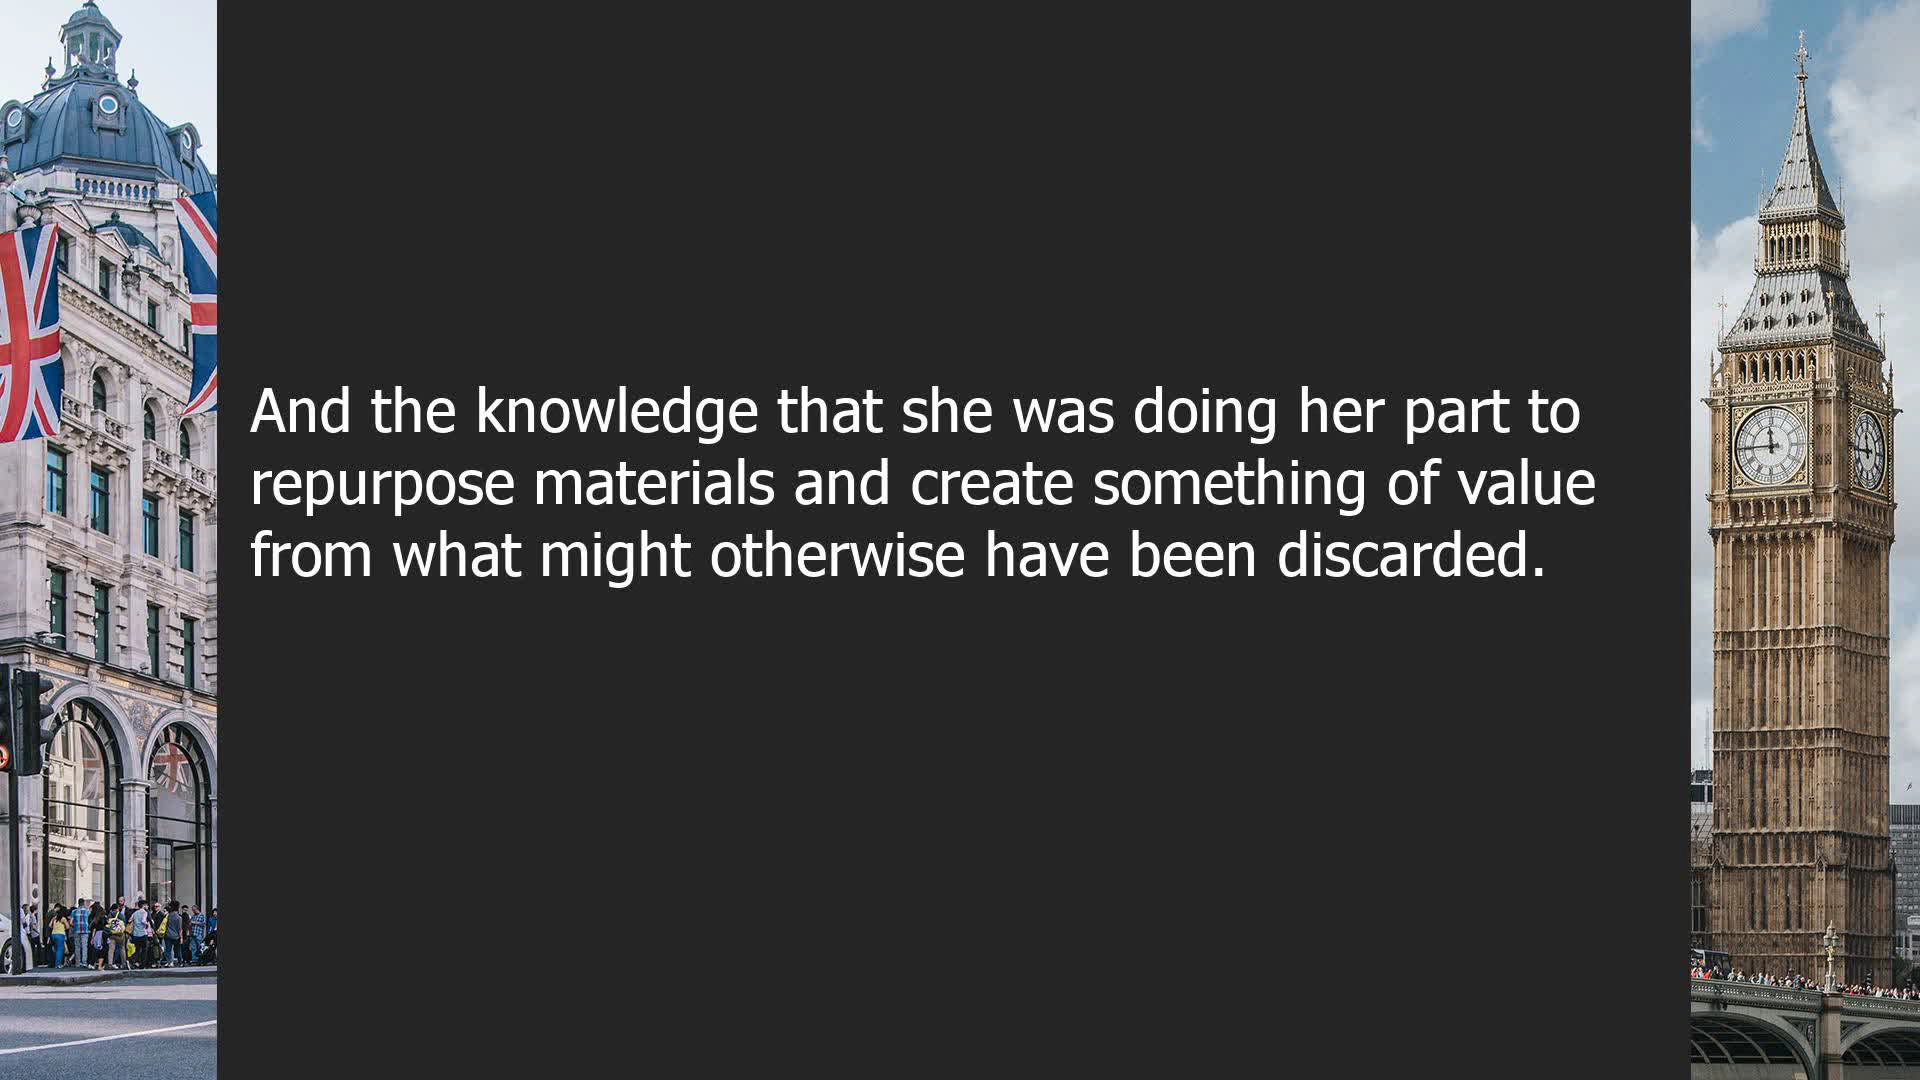 And the knowledge that she was doing her part to
repurpose materials and create something of value
from what might otherwise have been discarded.